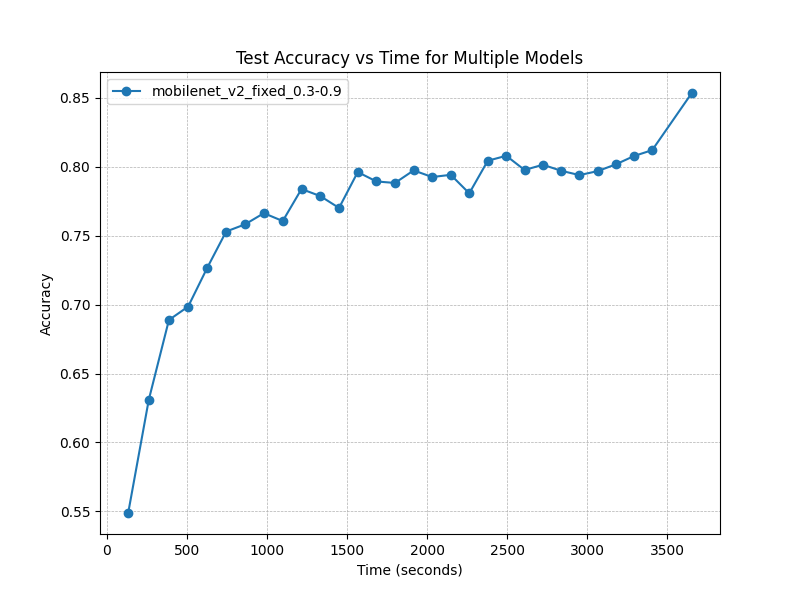 Test Accuracy vs Time for Multiple Models
mobilenet_v2_fixed_0.3-0.9
Accuracy
0.85
0.80
0.75
0.70
0.65
0.60
0.55
0 500 1000 1500 2000 2500 3000 3500
Time (seconds)